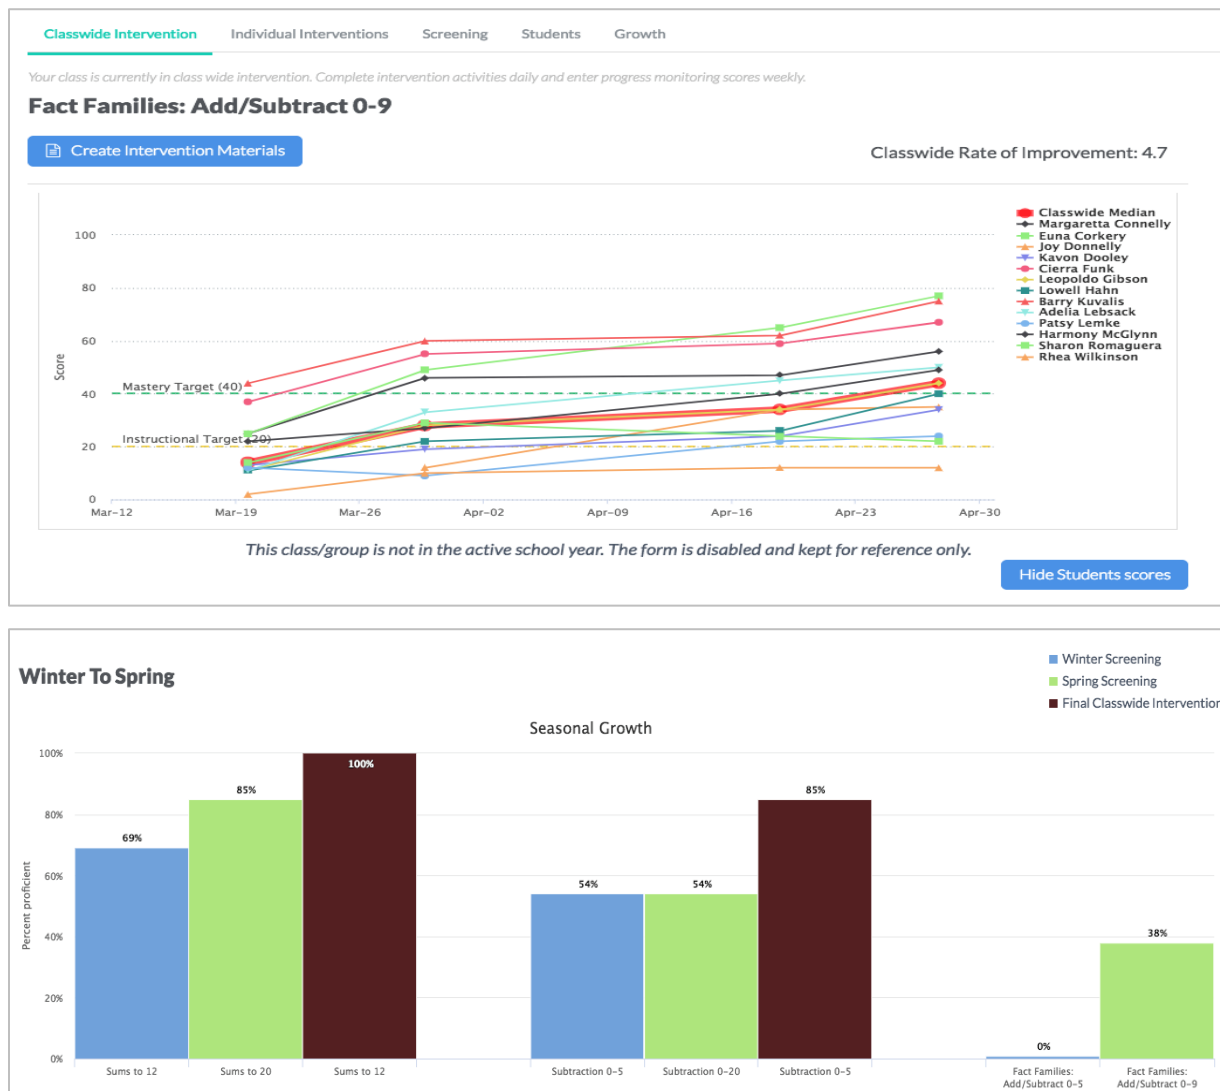 Classwide Intervention Individual Interventions Screening Students Growth
Your class is currently in class wide intervention. Complete intervention activities daily and enter progress monitoring scores weekly.
Fact Families: Add/Subtract 0-9
Create Intervention Materials
Classwide Rate of Improvement: 4.7
Score
100
80
60
40
20
0
Mastery Target (40)
Instructional Target (20)
Mar-12 Mar-19 Mar-26 Apr-02 Apr-09 Apr-16 Apr-23 Apr-30
Classwide Median
Margaretta Connelly
Euna Corkery
Joy Donnelly
Kavon Dooley
Cierra Funk
Leopoldo Gibson
Lowell Hahn
Barry Kuvalis
Adelia Lebsack
Patsy Lemke
Harmony McGlynn
Sharon Romaguera
Rhea Wilkinson
This class/group is not in the active school year. The form is disabled and kept for reference only.
Hide Students scores
Winter To Spring
Winter Screening
Spring Screening
Final Classwide Intervention
Seasonal Growth
Percent proficient
100%
80%
60%
40%
20%
0%
69%
85%
100%
54%
54%
85%
0%
38%
Sums to 12
Sums to 20
Sums to 12
Subtraction 0-5
Subtraction 0-20
Subtraction 0-5
Fact Families:
Add/Subtract 0-5
Fact Families:
Add/Subtract 0-9